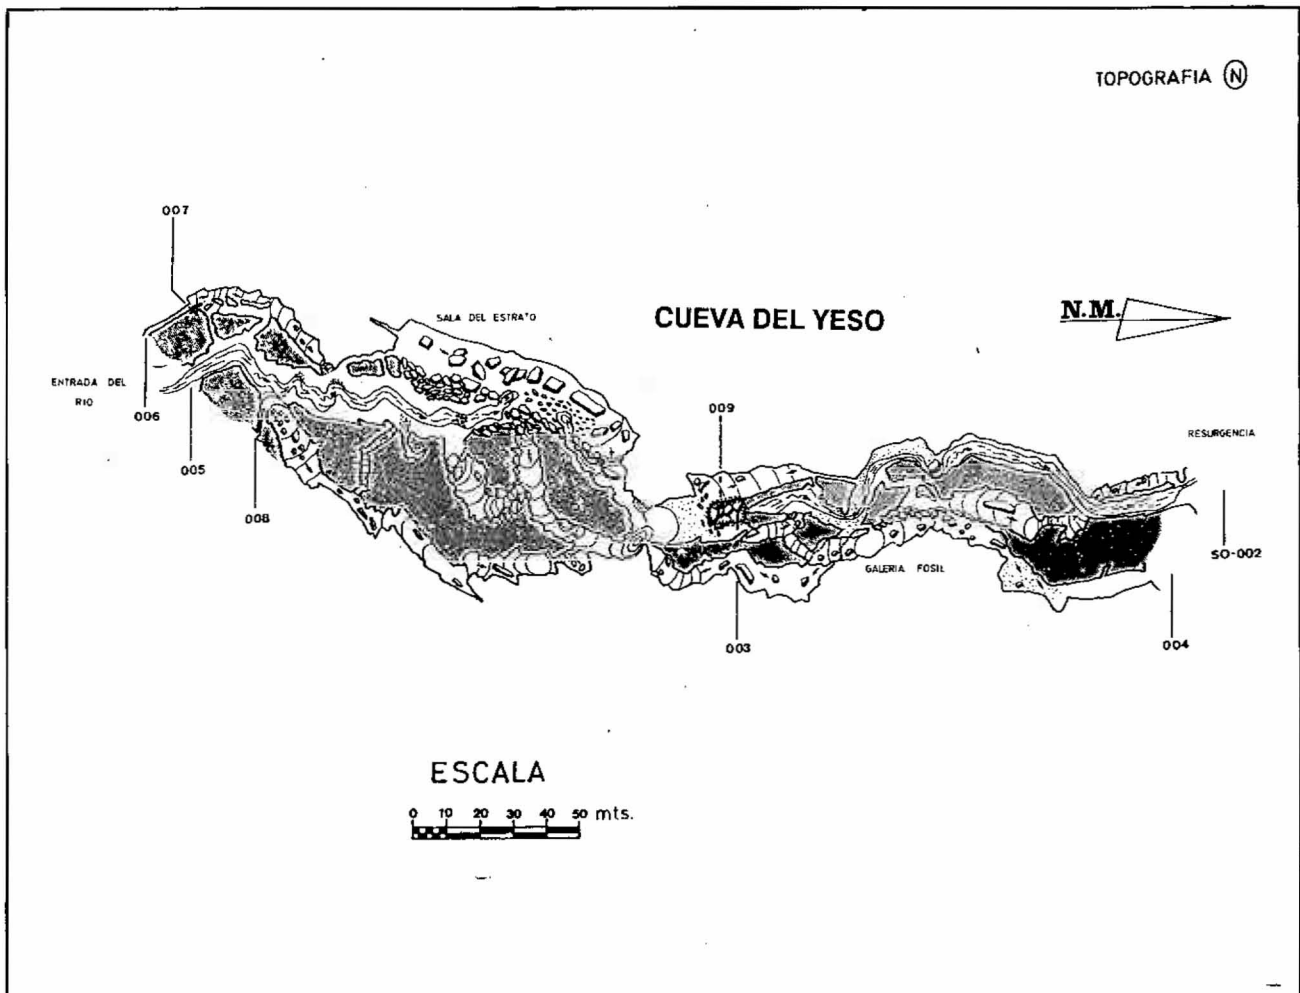 TOPOGRAFIA N
007
SALA DEL ESTRATO
CUEVA DEL YESO
N.M.
ENTRADA DEL
RIO
006
009
RESURGENCIA
005
008
SO-002
GALERIA FOSIL
003
004
ESCALA
0 10 20 30 40 50 mts.